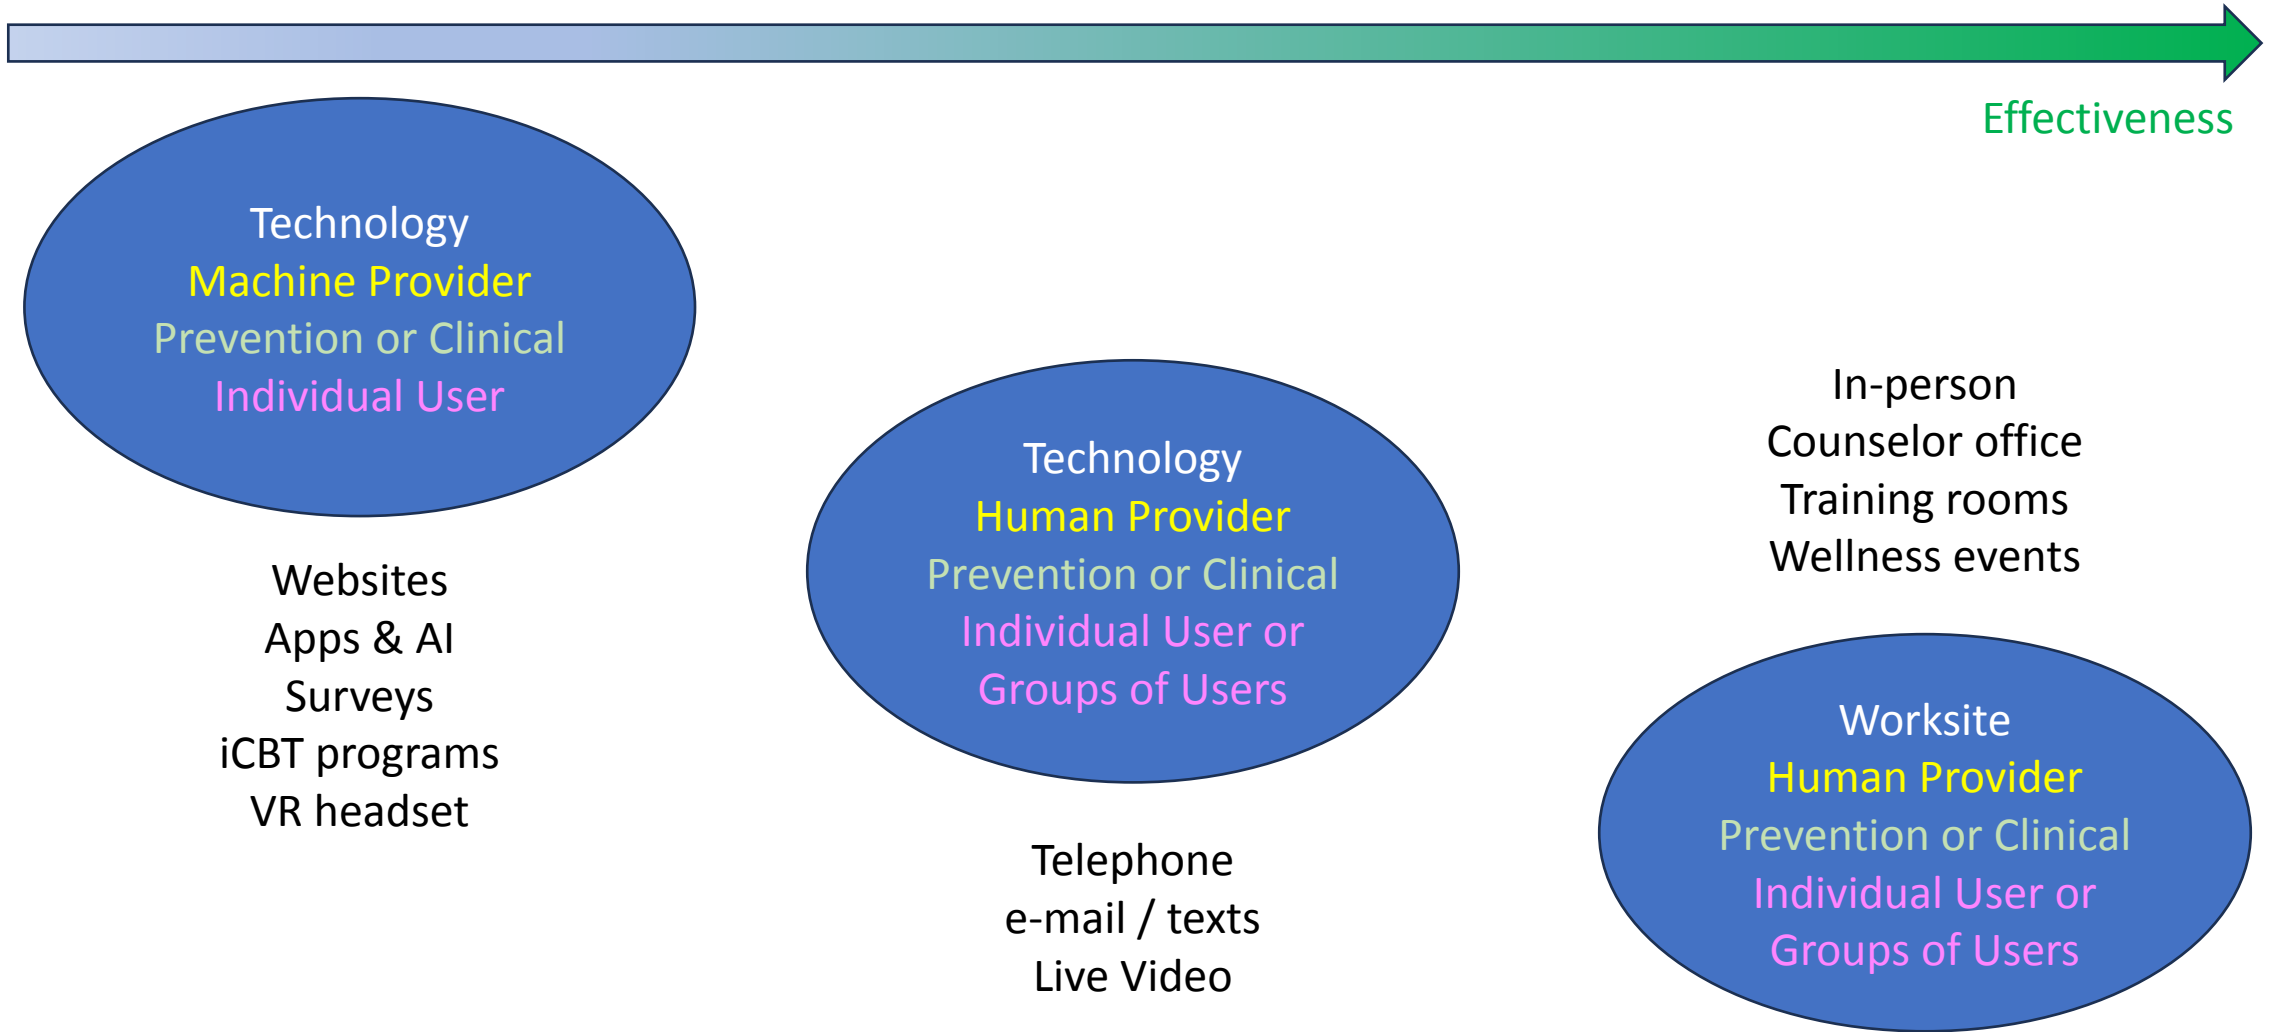 Effectiveness
Technology
Machine Provider
Prevention or Clinical
Individual User
Websites
Apps & AI
Surveys
iCBT programs
VR headset
Technology
Human Provider
Prevention or Clinical
Individual User or
Groups of Users
Telephone
e-mail / texts
Live Video
In-person
Counselor office
Training rooms
Wellness events
Worksite
Human Provider
Prevention or Clinical
Individual User or
Groups of Users